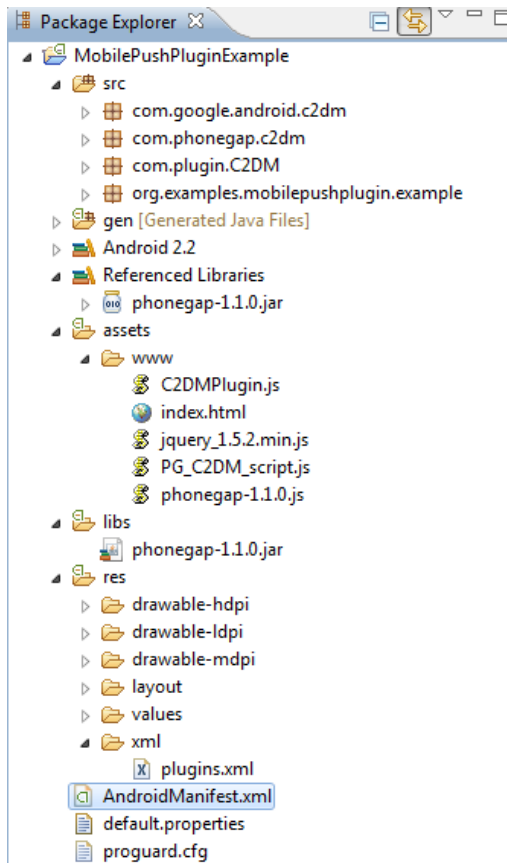 Package Explorer
MobilePushPluginExample
src
com.google.android.c2dm
com.phonegap.c2dm
com.plugin.C2DM
org.examples.mobilepushplugin.example
gen [Generated Java Files]
Android 2.2
Referenced Libraries
phonegap-1.1.0.jar
assets
www
C2DMPlugin.js
index.html
jquery_1.5.2.min.js
PG_C2DM_script.js
phonegap-1.1.0.js
libs
phonegap-1.1.0.jar
res
drawable-hdpi
drawable-ldpi
drawable-mdpi
layout
values
xml
plugins.xml
AndroidManifest.xml
default.properties
proguard.cfg